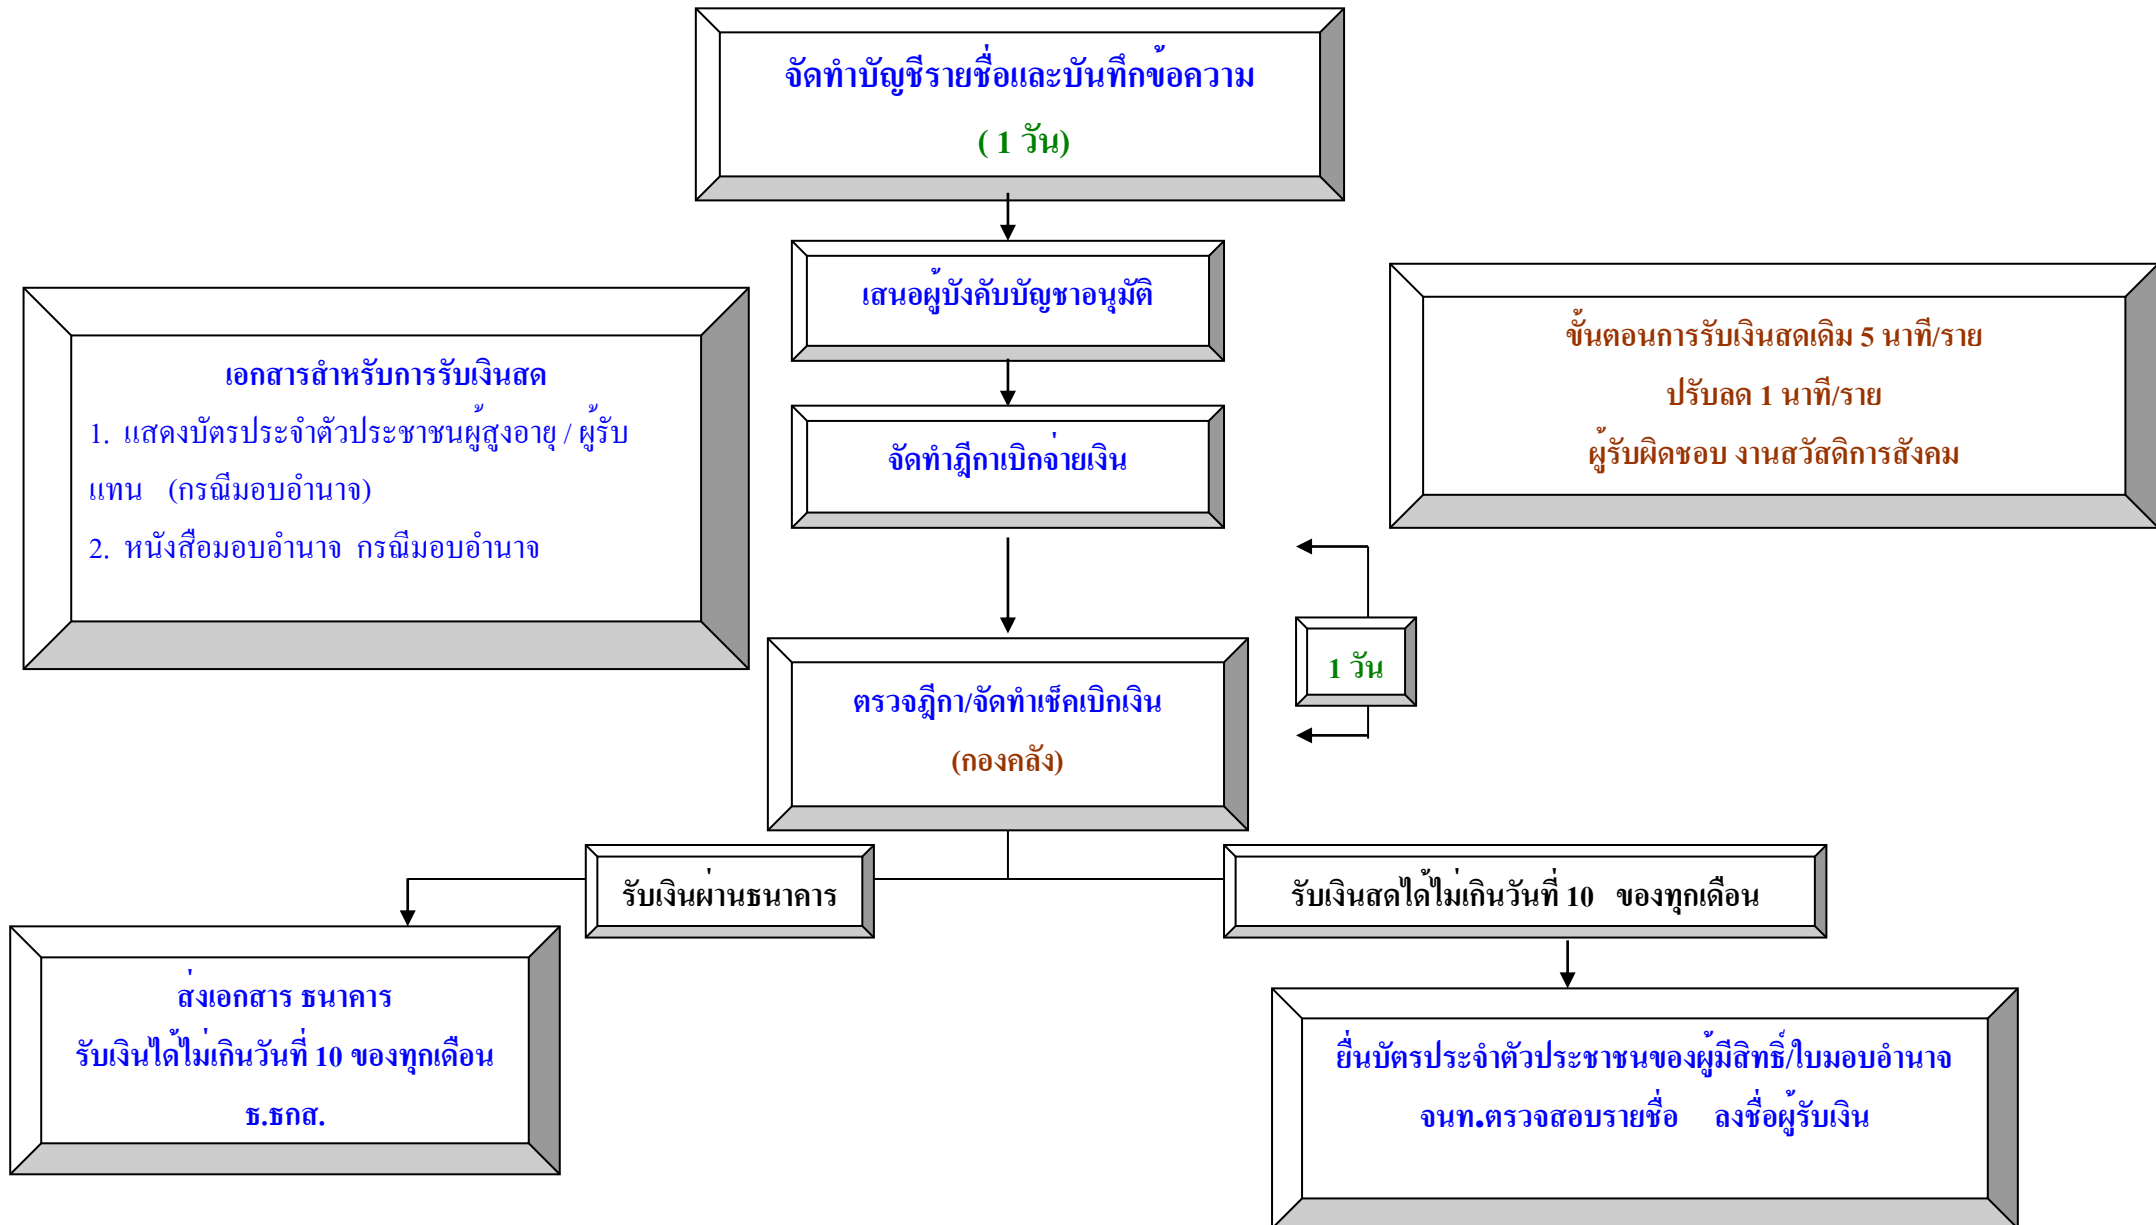 จัดทำบัญชีรายชื่อและบันทึกข้อความ
( 1 วัน)
เสนอผู้บังคับบัญชาอนุมัติ
เอกสารสำหรับการรับเงินสด
1. แสดงบัตรประจำตัวประชาชนผู้สูงอายุ / ผู้รับ
แทน (กรณีมอบอำนาจ)
2. หนังสือมอบอำนาจ กรณีมอบอำนาจ
ขั้นตอนการรับเงินสดเดิม 5 นาที/ราย
ปรับลด 1 นาที/ราย
ผู้รับผิดชอบ งานสวัสดิการสังคม
จัดทำฎีกาเบิกจ่ายเงิน
1 วัน
ตรวจฎีกา/จัดทำเช็คเบิกเงิน
(กองคลัง)
รับเงินผ่านธนาคาร
รับเงินสดได้ไม่เกินวันที่ 10 ของทุกเดือน
ส่งเอกสาร ธนาคาร
รับเงินได้ไม่เกินวันที่ 10 ของทุกเดือน
ธ.ธกส.
ยื่นบัตรประจำตัวประชาชนของผู้มีสิทธิ์/ใบมอบอำนาจ
จนท.ตรวจสอบรายชื่อ ลงชื่อผู้รับเงิน